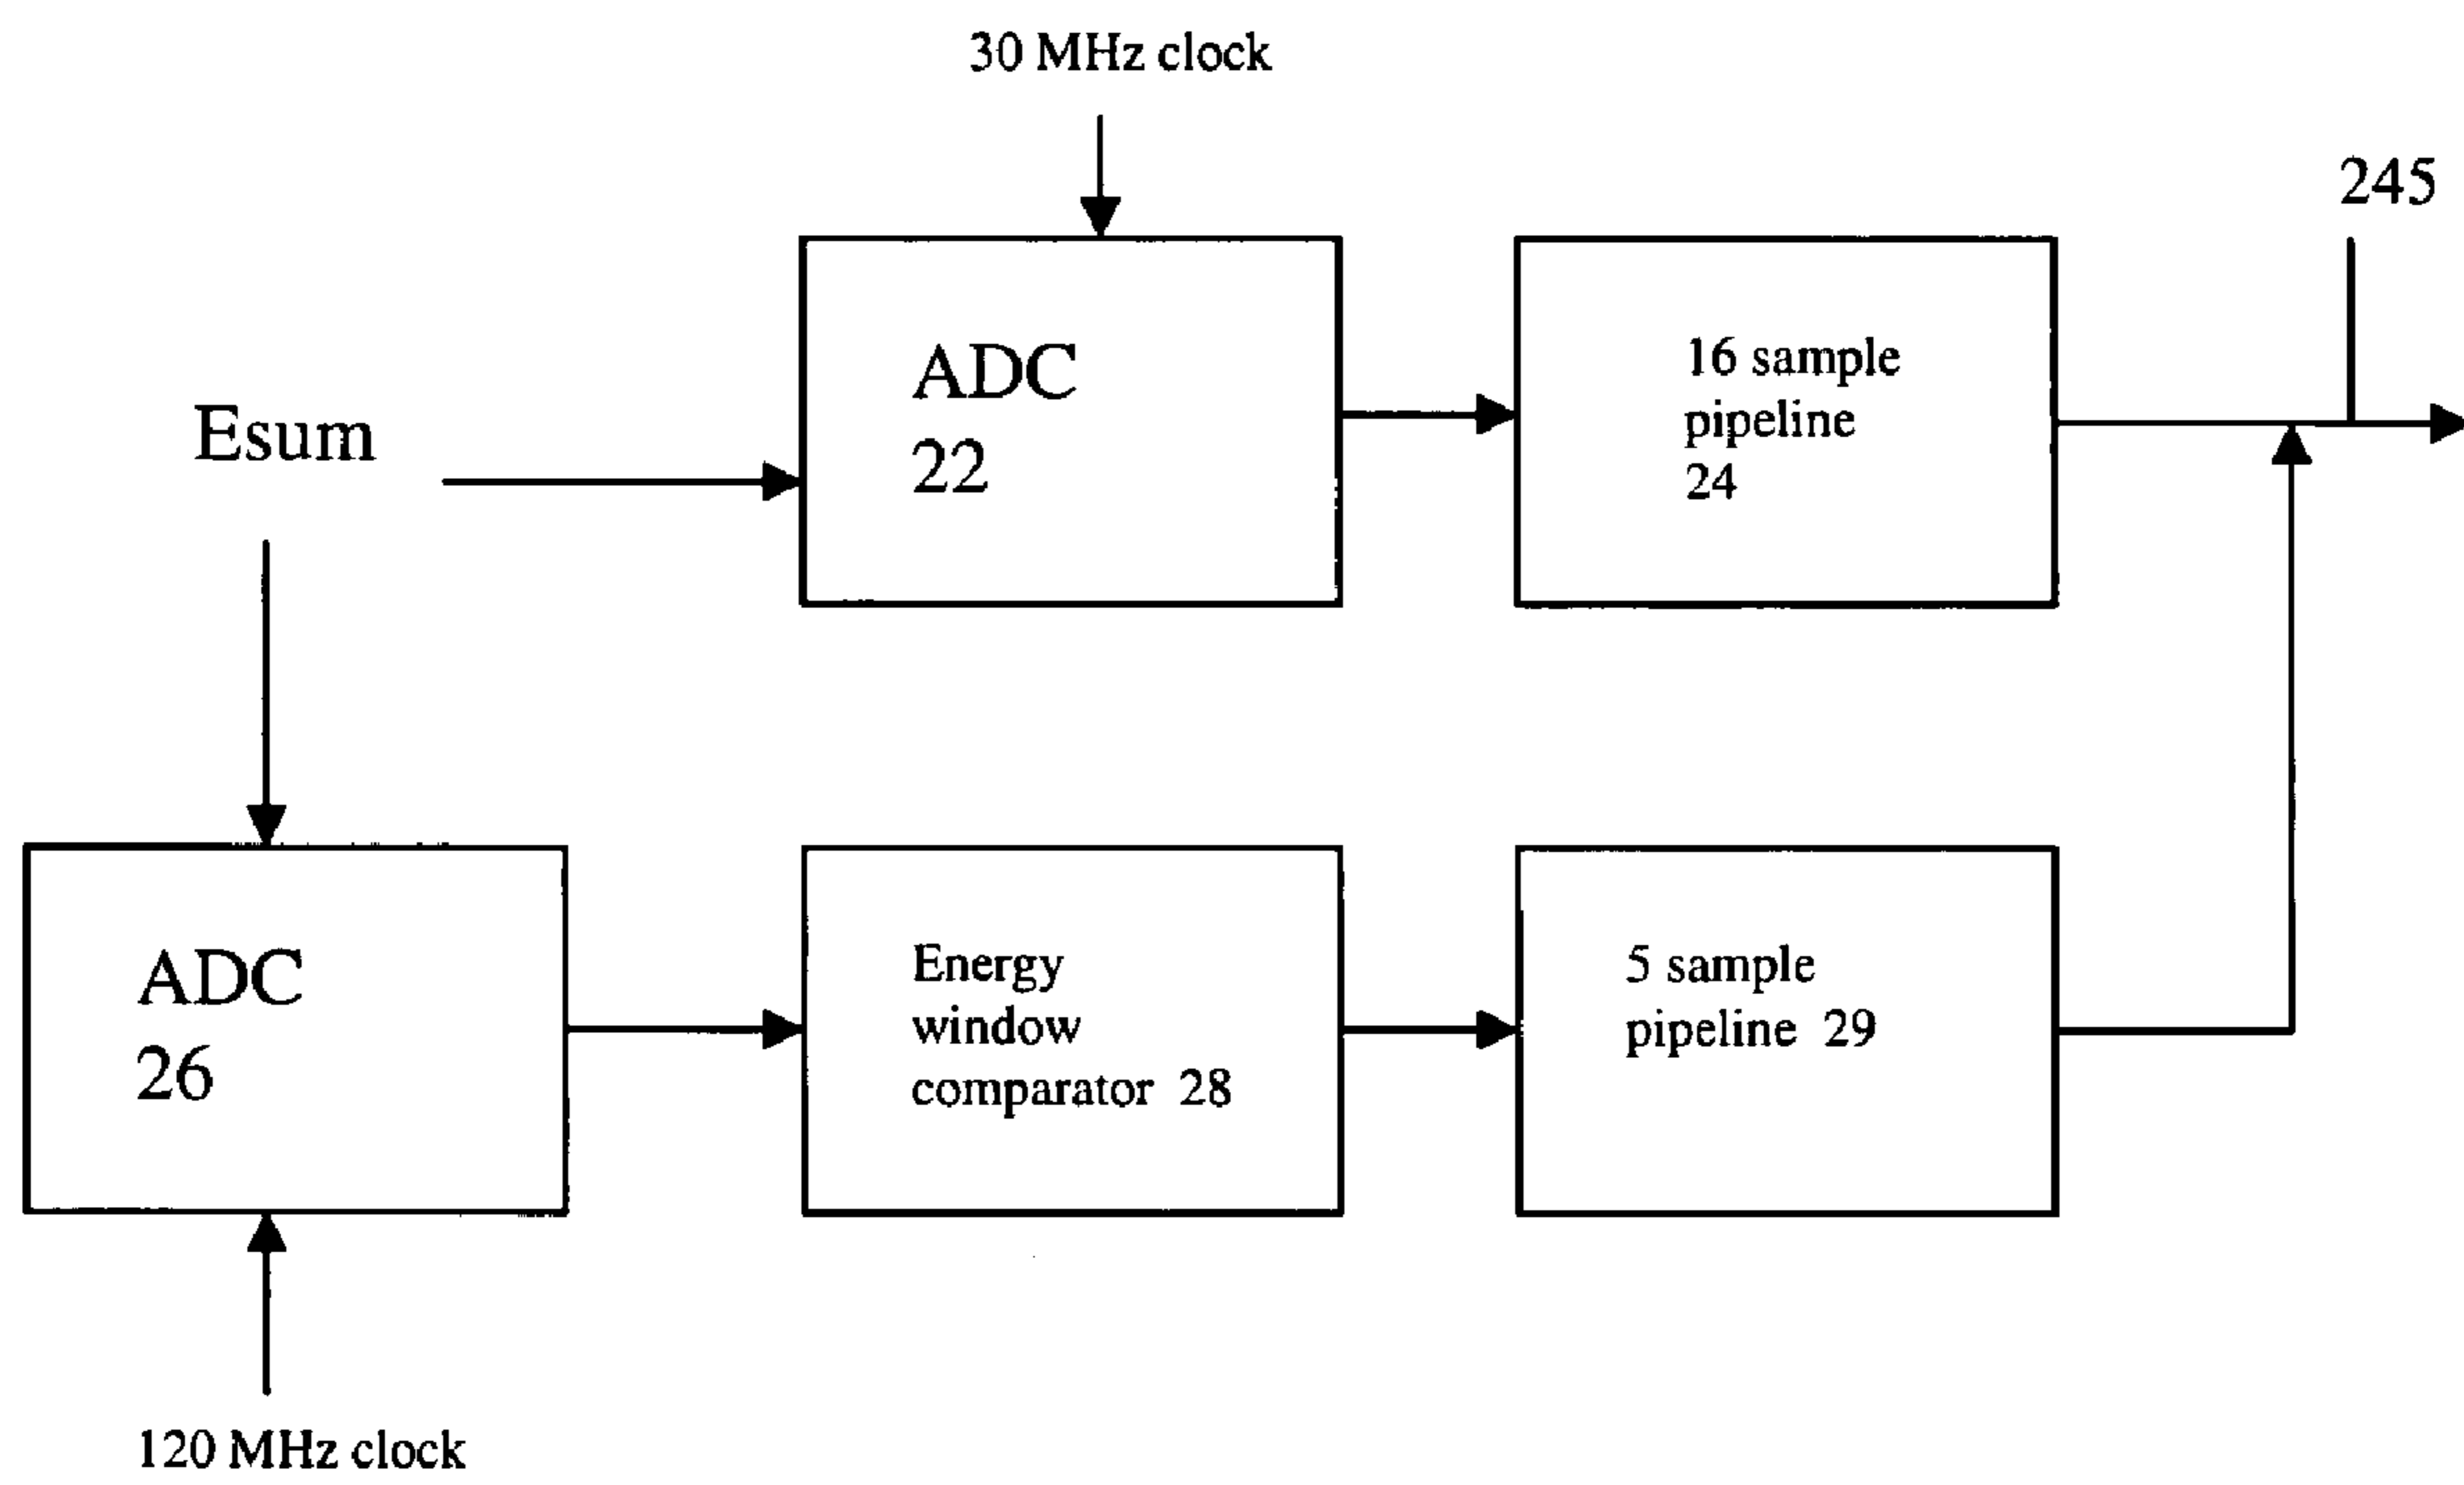 30 MHz clock
245
ADC
22
16 sample
pipeline
24
Esum
ADC
26
Energy
window
comparator 28
5 sample
pipeline 29
120 MHz clock